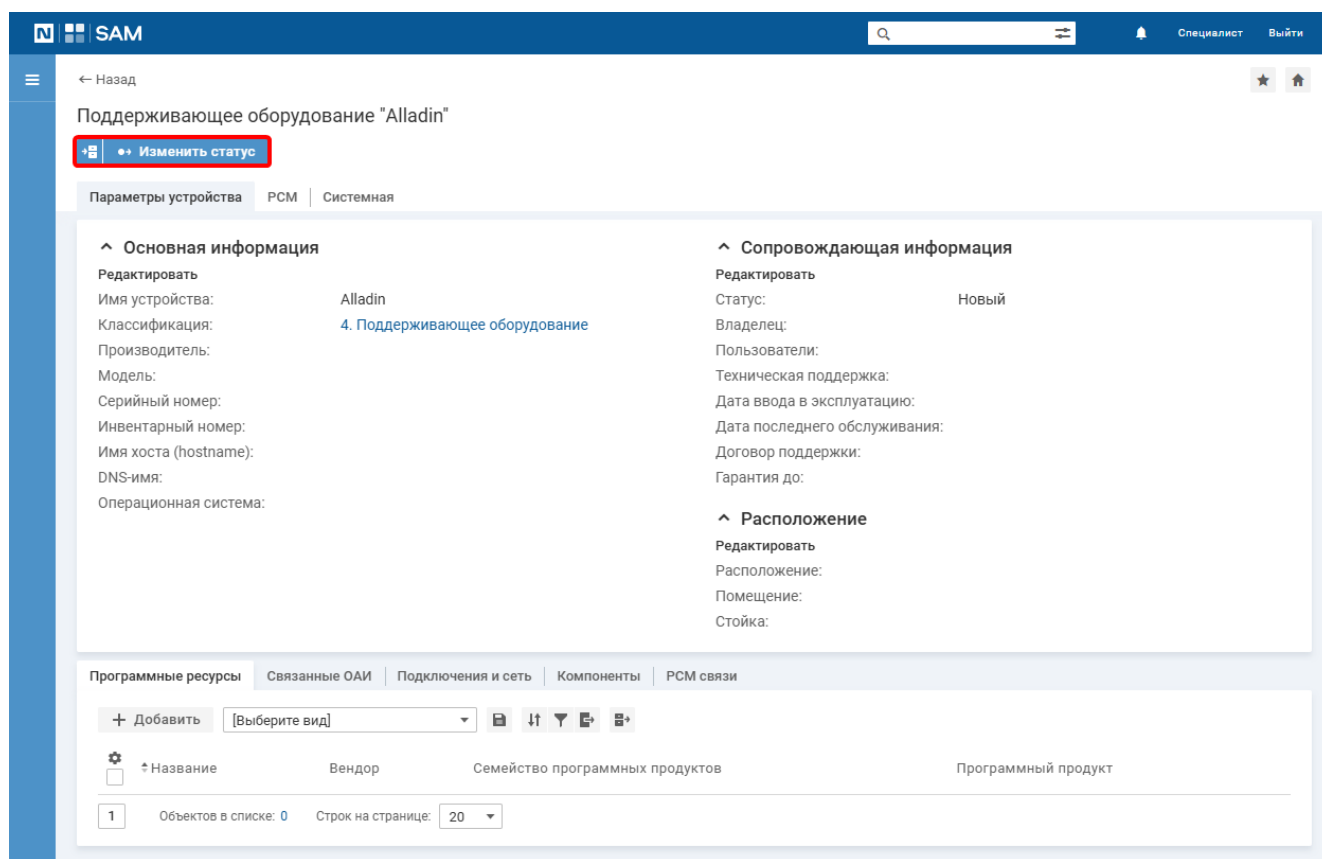 N SAM Специалист Выйти
← Назад
Поддерживающее оборудование "Alladin"
Изменить статус
Параметры устройства РСМ Системная
Основная информация
Редактировать
Имя устройства: Alladin
Классификация: 4. Поддерживающее оборудование
Производитель:
Модель:
Серийный номер:
Инвентарный номер:
Имя хоста (hostname):
DNS-имя:
Операционная система:
Сопровождающая информация
Редактировать
Статус: Новый
Владелец:
Пользователи:
Техническая поддержка:
Дата ввода в эксплуатацию:
Дата последнего обслуживания:
Договор поддержки:
Гарантия до:
Расположение
Редактировать
Расположение:
Помещение:
Стойка:
Программные ресурсы Связанные ОАИ Подключения и сеть Компоненты РСМ связи
+ Добавить [Выберите вид]
Название Вендор Семейство программных продуктов Программный продукт
1 Объектов в списке: 0 Строк на странице: 20